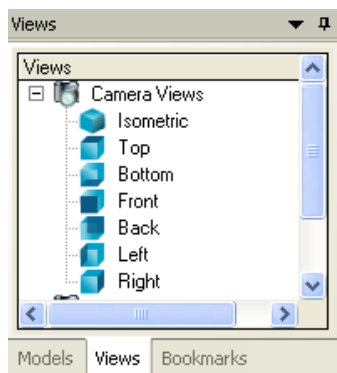 Views
Views
Camera Views
Isometric
Top
Bottom
Front
Back
Left
Right
Models Views Bookmarks